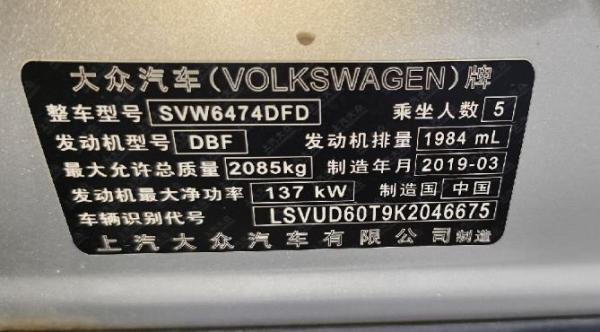 大众汽车(VOLKSWAGEN)牌
整车型号 SVW6474DFD 乘坐人数 5
发动机型号 DBF 发动机排量 1984 mL
最大允许总质量 2085kg 制造年月 2019-03
发动机最大净功率 137 kW 制造国 中国
车辆识别代号 LSVUD60T9K2046675
上汽大众汽车有限公司 制造